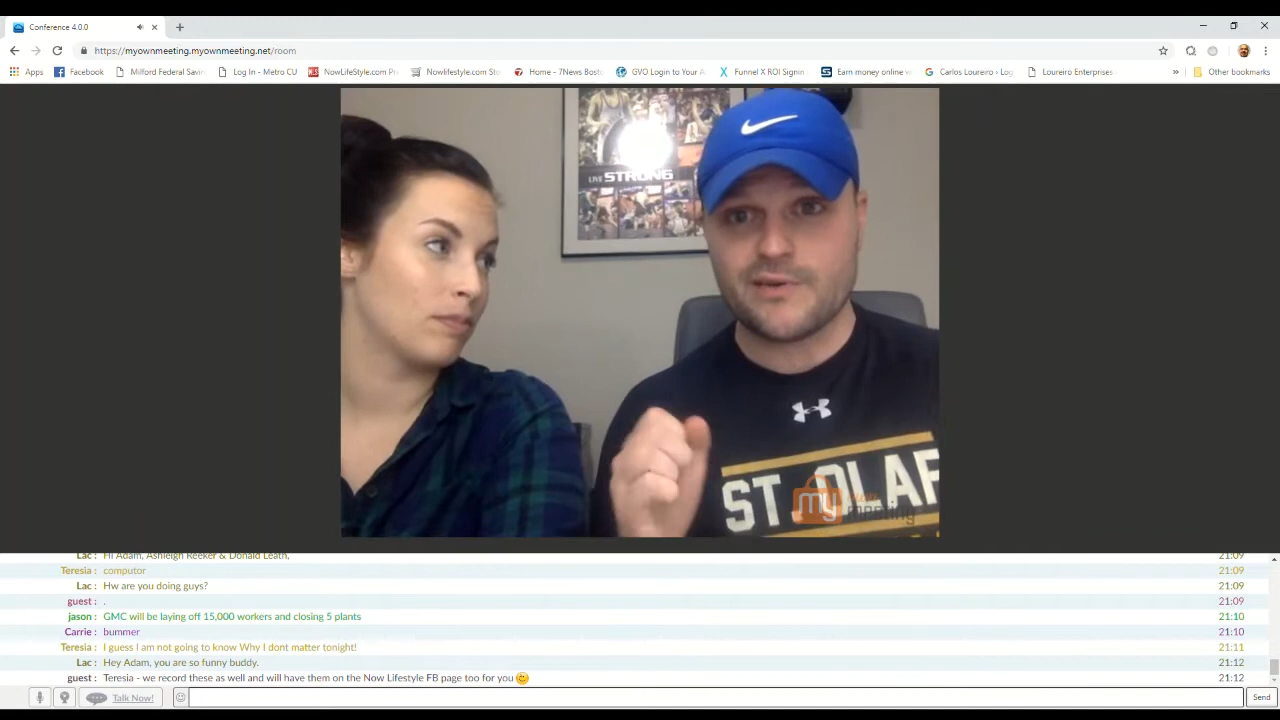 Conference 4.0.0
https://myownmeeting.myownmeeting.net/room
Apps Facebook Milford Federal Savin Log In - Metro CU NowLifeStyle.com Pri Nowlifestyle.com Sto Home - 7News Bost GVO Login to Your A Funnel X ROI Signin Earn money online Carlos Loureiro › Log Loureiro Enterprises » Other bookmarks
LIVE STRONG
ST. OLAF
my
meeting
Lac : Hi Adam, Ashleigh Reeker & Donald Leath, 21:09
Teresia : computor 21:09
Lac : Hw are you doing guys? 21:09
guest : . 21:09
jason : GMC will be laying off 15,000 workers and closing 5 plants 21:10
Carrie : bummer 21:10
Teresia : I guess I am not going to know Why I dont matter tonight! 21:11
Lac : Hey Adam, you are so funny buddy. 21:12
guest : Teresia - we record these as well and will have them on the Now Lifestyle FB page too for you 21:12
Talk Now! Send